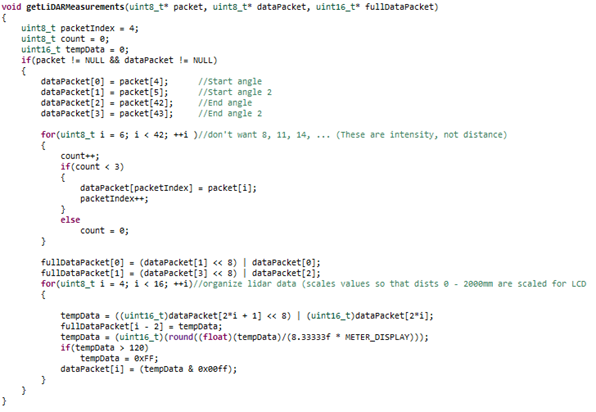 void getLiDARMeasurements(uint8_t* packet, uint8_t* dataPacket, uint16_t* fullDataPacket)
{
    uint8_t packetIndex = 4;
    uint8_t count = 0;
    uint16_t tempData = 0;
    if(packet != NULL && dataPacket != NULL)
    {
        dataPacket[0] = packet[4];      //Start angle
        dataPacket[1] = packet[5];      //Start angle 2
        dataPacket[2] = packet[42];     //End angle
        dataPacket[3] = packet[43];     //End angle 2

        for(uint8_t i = 6; i < 42; ++i )//don't want 8, 11, 14, ... (These are intensity, not distance)
        {
            count++;
            if(count < 3)
            {
                dataPacket[packetIndex] = packet[i];
                packetIndex++;
            }
            else
                count = 0;
        }

        fullDataPacket[0] = (dataPacket[1] << 8) | dataPacket[0];
        fullDataPacket[1] = (dataPacket[3] << 8) | dataPacket[2];
        for(uint8_t i = 4; i < 16; ++i)//organize lidar data (scales values so that dists 0 - 2000mm are scaled for LCD
        {

            tempData = ((uint16_t)dataPacket[2*i + 1] << 8) | (uint16_t)dataPacket[2*i];
            fullDataPacket[i - 2] = tempData;
            tempData = (uint16_t)(round((float)(tempData)/(8.33333f * METER_DISPLAY)));
            if(tempData > 120)
                tempData = 0xFF;
            dataPacket[i] = (tempData & 0x00ff);
        }
    }
}